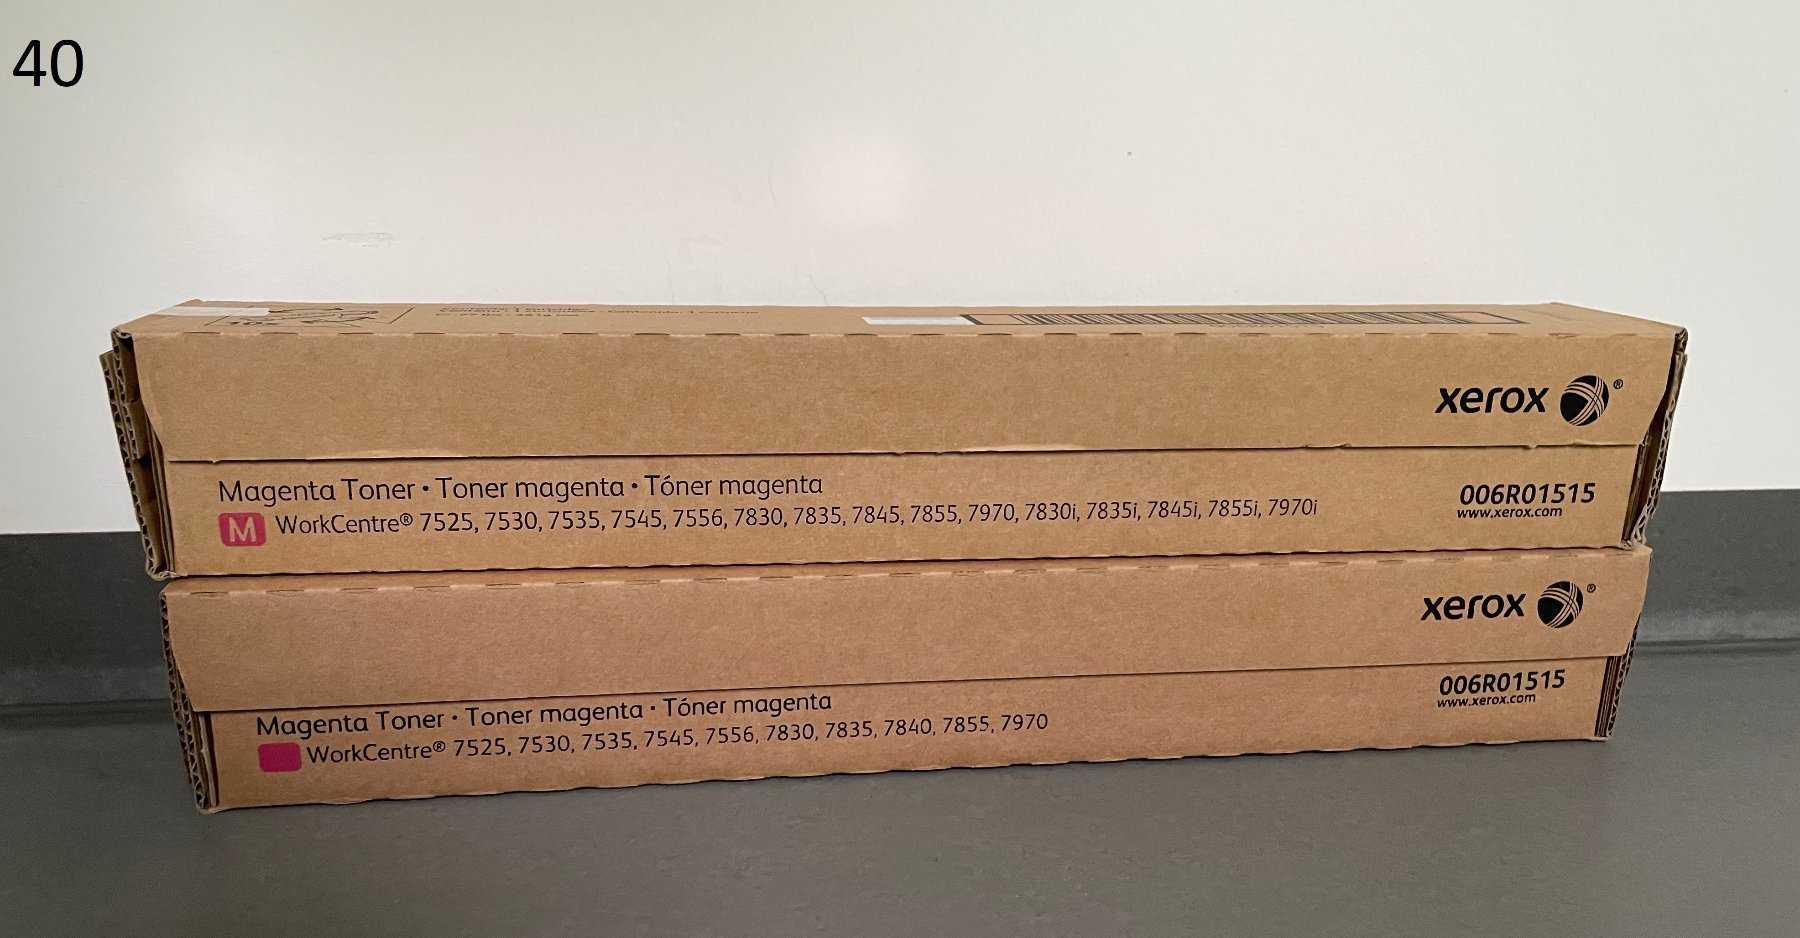 40
10x
xerox ®
Magenta Toner • Toner magenta • Tóner magenta
M WorkCentre® 7525, 7530, 7535, 7545, 7556, 7830, 7835, 7845, 7855, 7970, 7830i, 7835i, 7845i, 7855i, 7970i
006R01515
www.xerox.com
xerox ®
Magenta Toner • Toner magenta • Tóner magenta
WorkCentre® 7525, 7530, 7535, 7545, 7556, 7830, 7835, 7840, 7855, 7970
006R01515
www.xerox.com